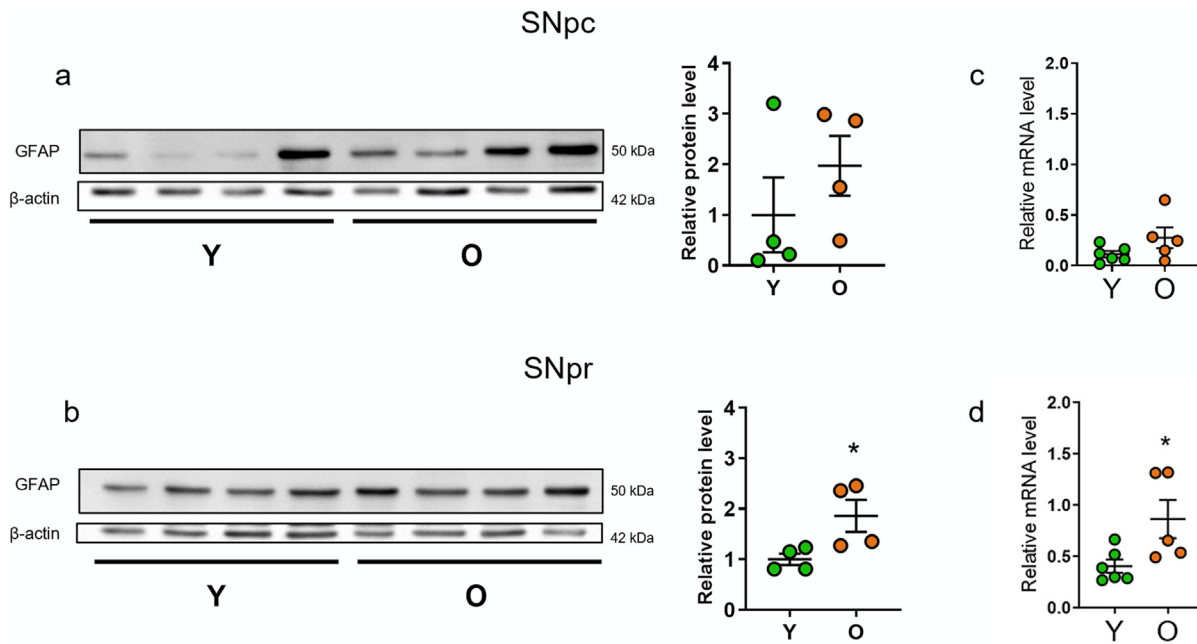 SNpc
a
GFAP
50 kDa
β-actin
42 kDa
Y
O
Relative protein level
4
3
2
1
0
Y
O
c
Relative mRNA level
2.0
1.5
1.0
0.5
0.0
Y
O
SNpr
b
GFAP
50 kDa
β-actin
42 kDa
Y
O
Relative protein level
4
3
2
1
0
*
Y
O
d
Relative mRNA level
2.0
1.5
1.0
0.5
0.0
*
Y
O